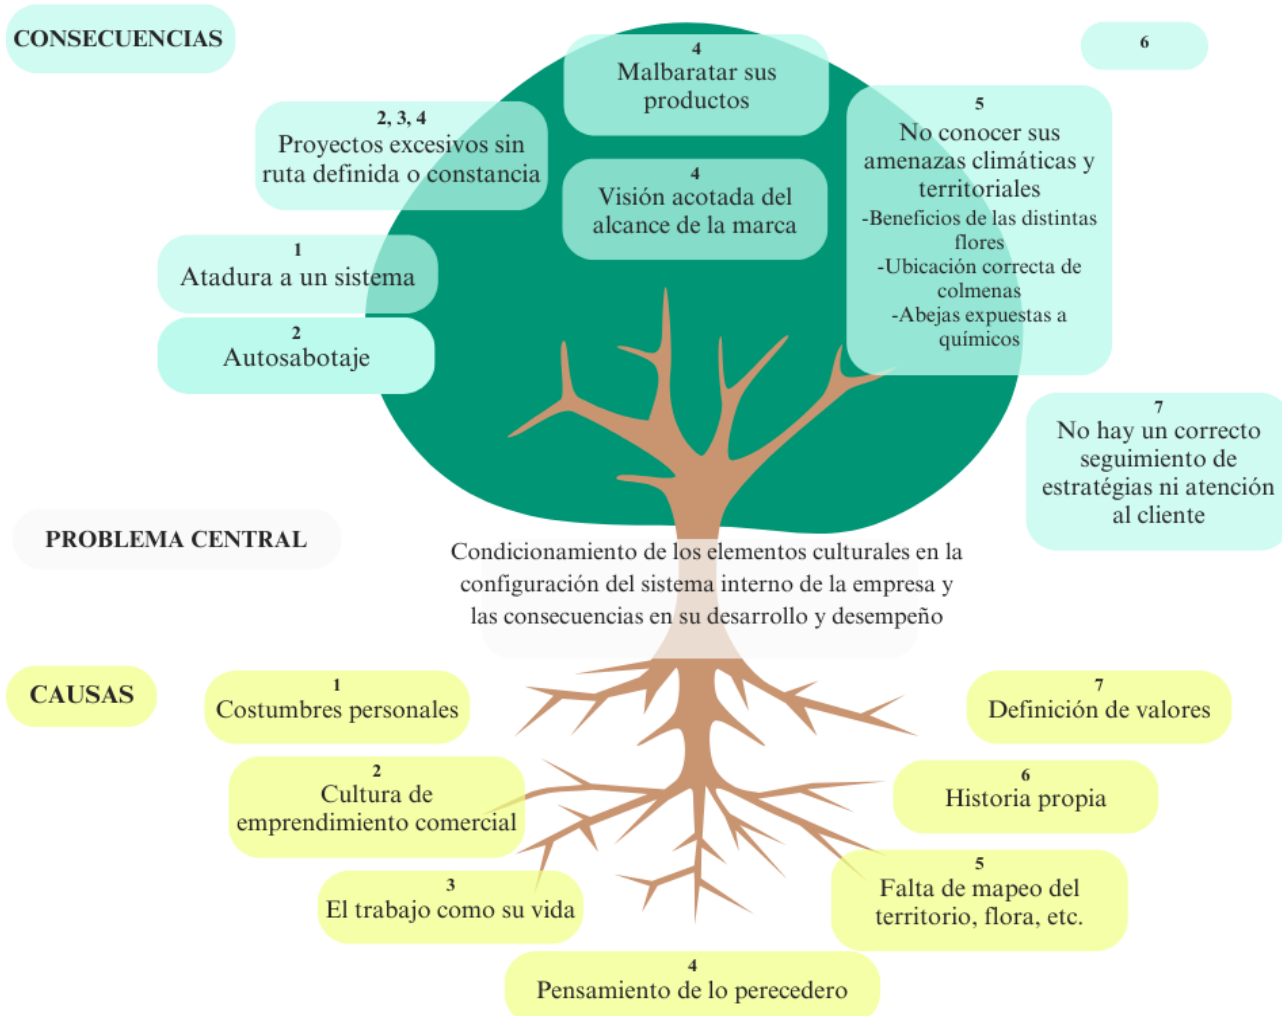 CONSECUENCIAS
4
Malbaratar sus
productos
6
2, 3, 4
Proyectos excesivos sin
ruta definida o constancia
4
Visión acotada del
alcance de la marca
5
No conocer sus
amenazas climáticas y
territoriales
-Beneficios de las distintas
flores
-Ubicación correcta de
colmenas
-Abejas expuestas a
químicos
1
Atadura a un sistema
2
Autosabotaje
7
No hay un correcto
seguimiento de
estratégias ni atención
al cliente
PROBLEMA CENTRAL
Condicionamiento de los elementos culturales en la
configuración del sistema interno de la empresa y
las consecuencias en su desarrollo y desempeño
CAUSAS
1
Costumbres personales
2
Cultura de
emprendimiento comercial
3
El trabajo como su vida
4
Pensamiento de lo perecedero
5
Falta de mapeo del
territorio, flora, etc.
6
Historia propia
7
Definición de valores